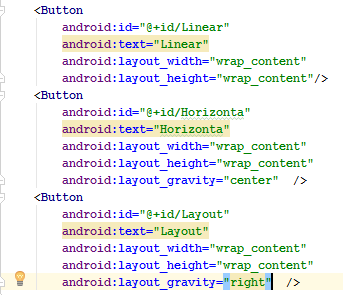 <Button
android:id="@+id/Linear"
android:text="Linear"
android:layout_width="wrap_content"
android:layout_height="wrap_content"/>
<Button
android:id="@+id/Horizonta"
android:text="Horizonta"
android:layout_width="wrap_content"
android:layout_height="wrap_content"
android:layout_gravity="center"  />
<Button
android:id="@+id/Layout"
android:text="Layout"
android:layout_width="wrap_content"
android:layout_height="wrap_content"
android:layout_gravity="right"  />